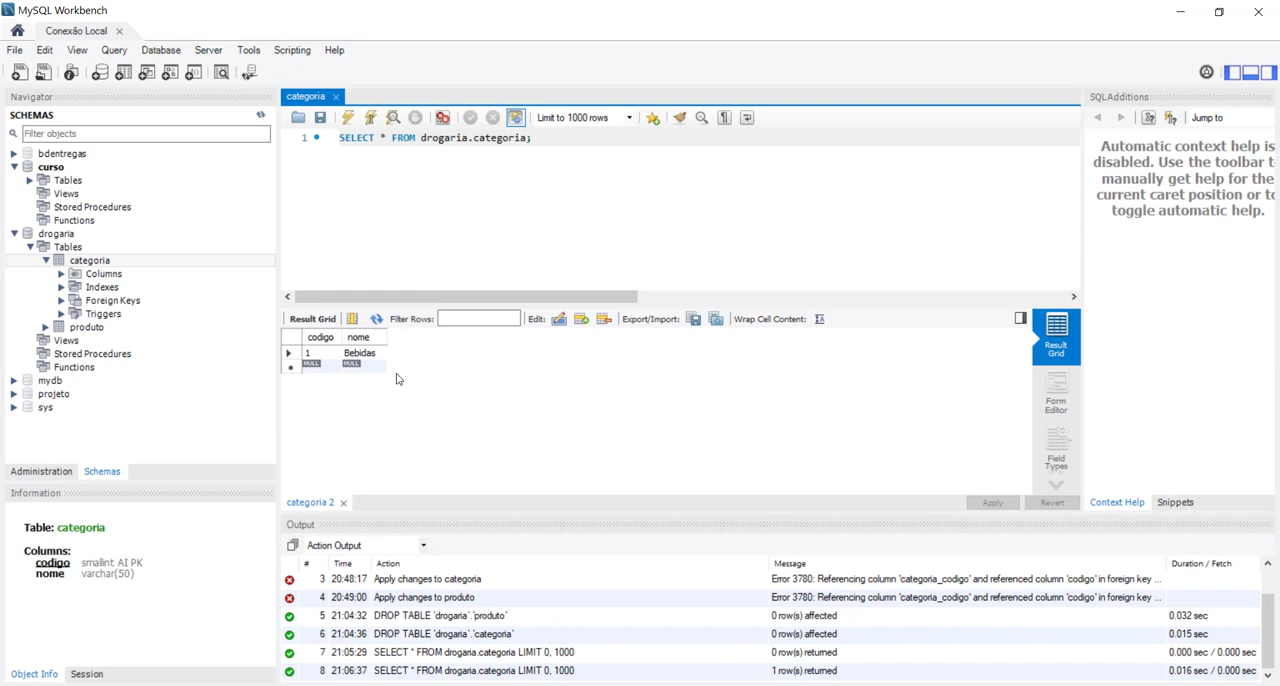 MySQL Workbench
Conexão Local
File Edit View Query Database Server Tools Scripting Help
Navigator
SCHEMAS
Filter objects
bdentregas
curso
Tables
Views
Stored Procedures
Functions
drogaria
Tables
categoria
Columns
Indexes
Foreign Keys
Triggers
produto
Views
Stored Procedures
Functions
mydb
projeto
sys
Administration Schemas
Information
Table: categoria
Columns:
codigo smallint AI PK
nome varchar(50)
Object Info Session
categoria
Limit to 1000 rows
1 SELECT * FROM drogaria.categoria;
Result Grid Filter Rows: Edit: Export/Import: Wrap Cell Content:
codigo nome
1 Bebidas
NULL NULL
Result Grid
Form Editor
Field Types
categoria 2 Apply Revert
Output
Action Output
# Time Action Message Duration / Fetch
3 20:48:17 Apply changes to categoria Error 3780: Referencing column 'categoria_codigo' and referenced column 'codigo' in foreign key ...
4 20:49:00 Apply changes to produto Error 3780: Referencing column 'categoria_codigo' and referenced column 'codigo' in foreign key ...
5 21:04:32 DROP TABLE `drogaria`.`produto` 0 row(s) affected 0.032 sec
6 21:04:36 DROP TABLE `drogaria`.`categoria` 0 row(s) affected 0.015 sec
7 21:05:29 SELECT * FROM drogaria.categoria LIMIT 0, 1000 0 row(s) returned 0.000 sec / 0.000 sec
8 21:06:37 SELECT * FROM drogaria.categoria LIMIT 0, 1000 1 row(s) returned 0.016 sec / 0.000 sec
SQLAdditions
Jump to
Automatic context help is
disabled. Use the toolbar t
manually get help for the
current caret position or to
toggle automatic help.
Context Help Snippets